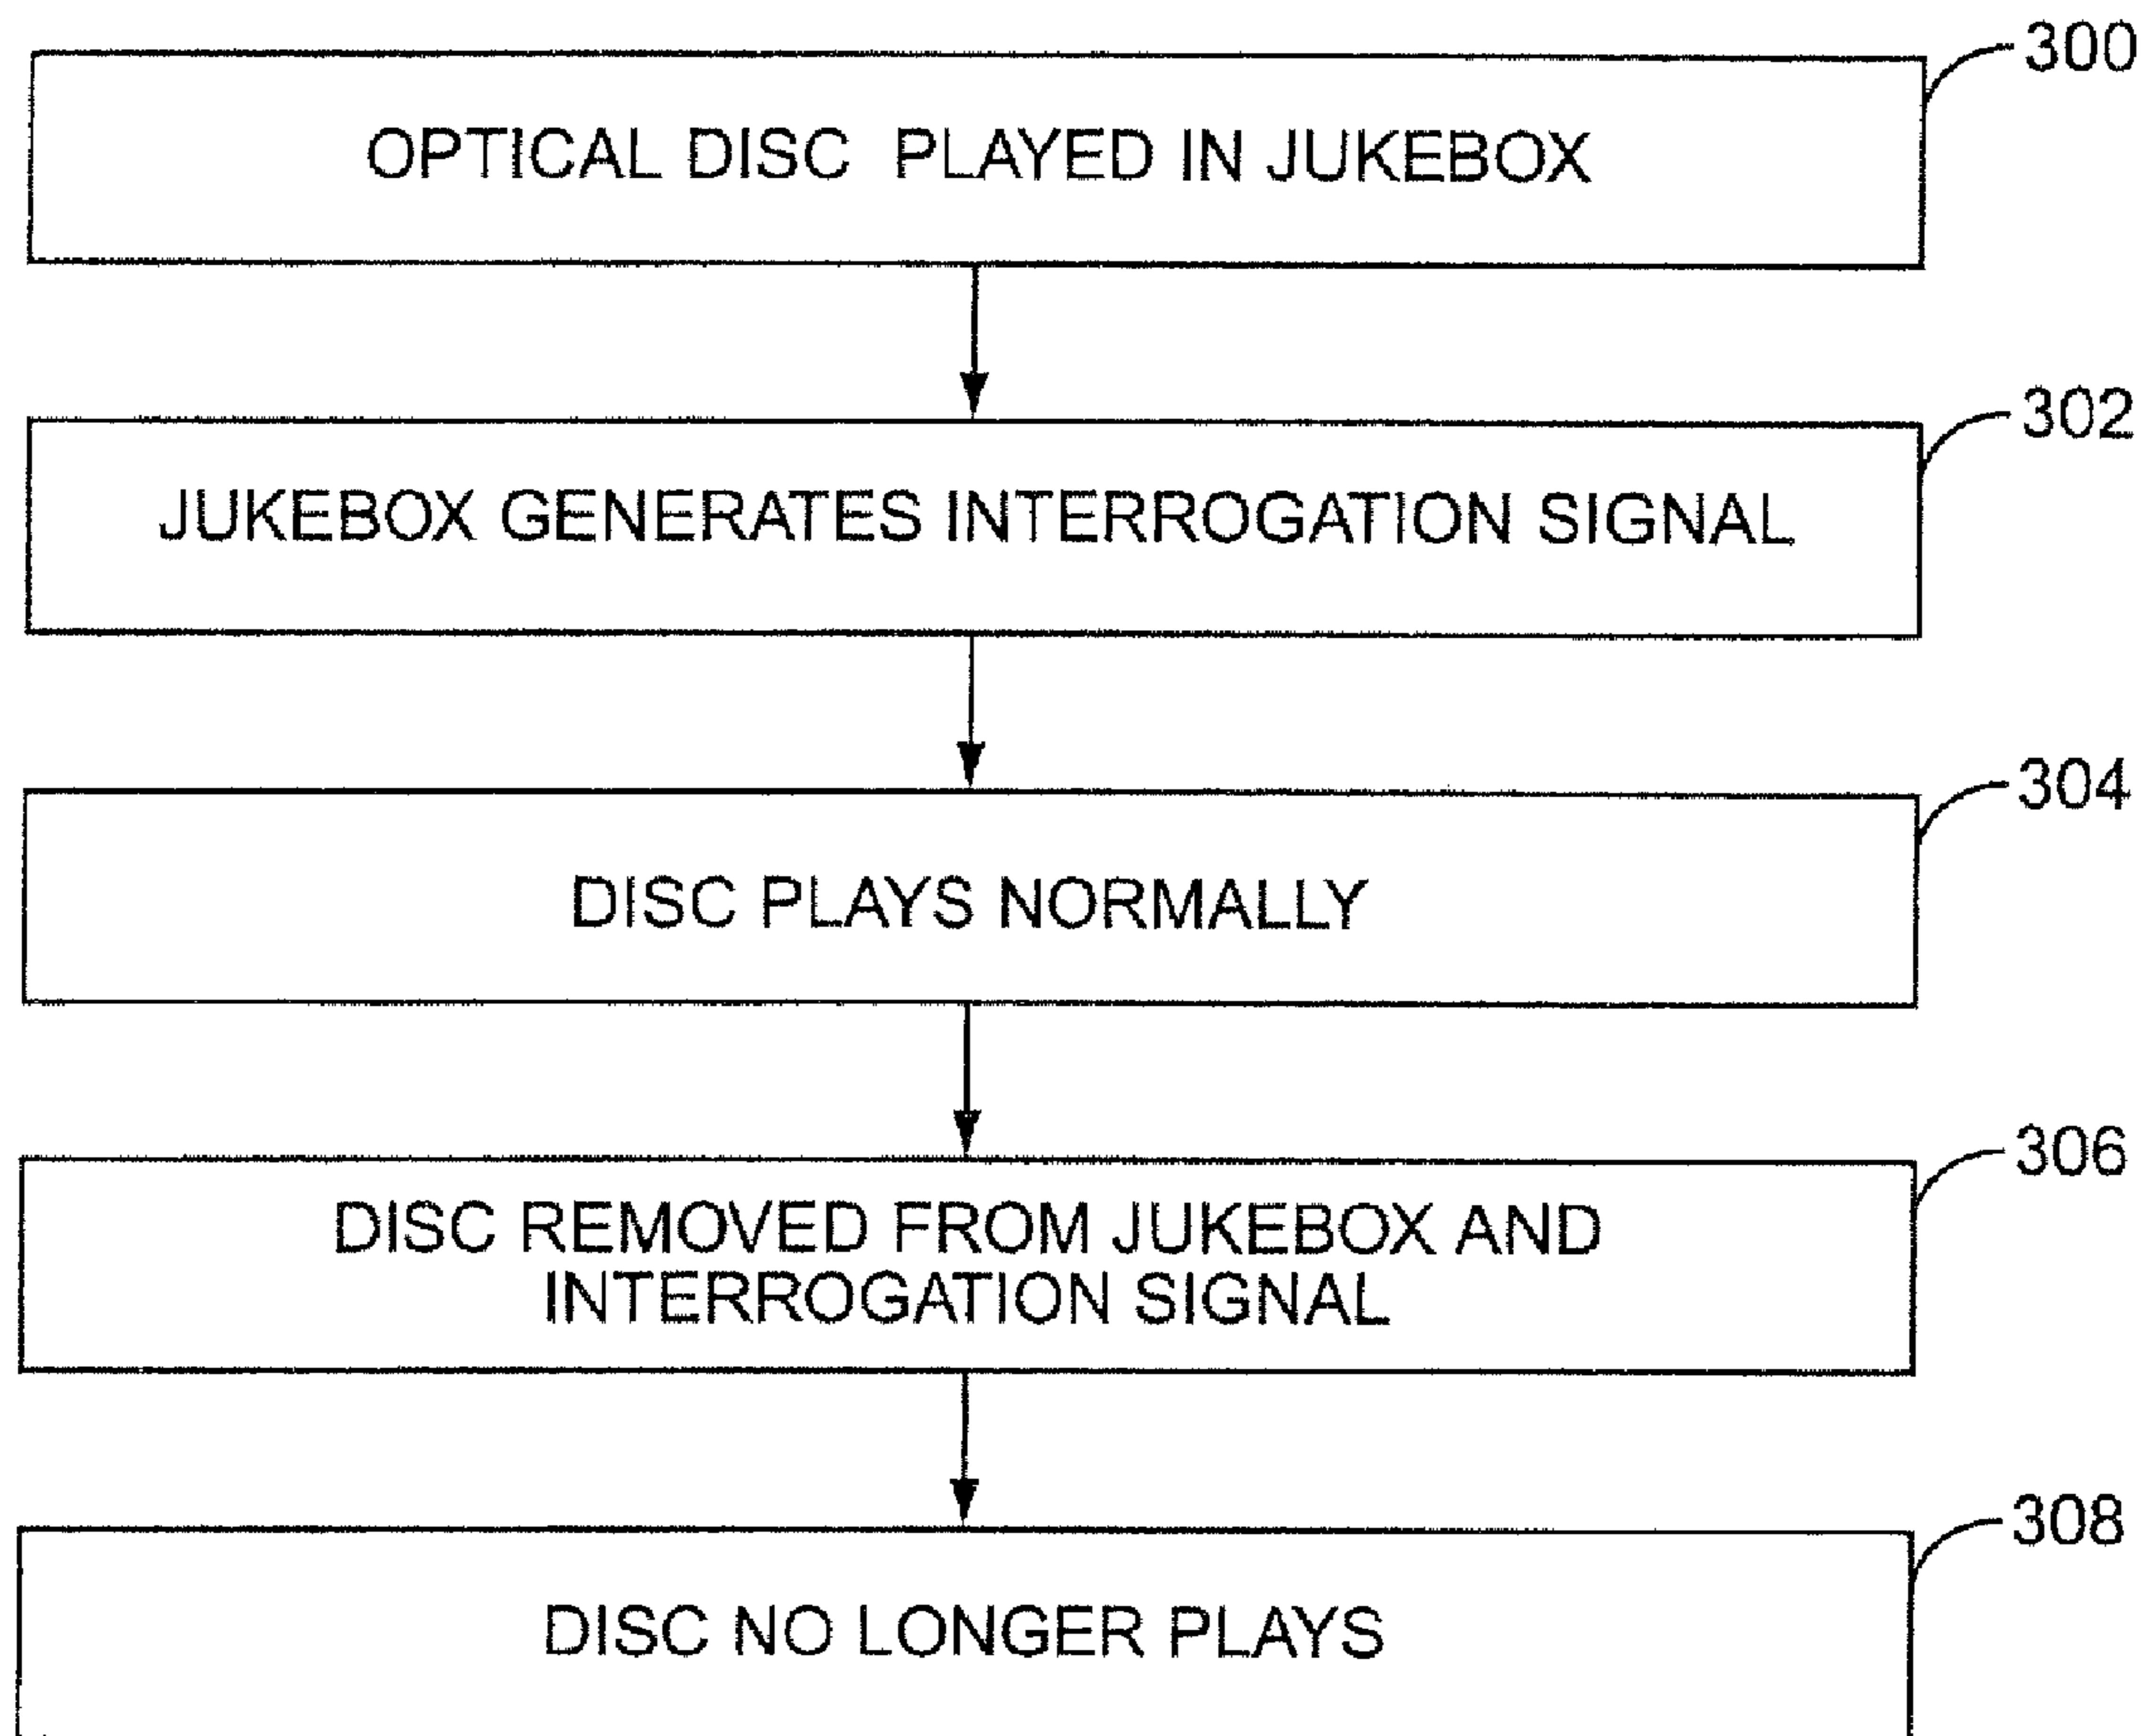 300
OPTICAL DISC PLAYED IN JUKEBOX
302
JUKEBOX GENERATES INTERROGATION SIGNAL
304
DISC PLAYS NORMALLY
306
DISC REMOVED FROM JUKEBOX AND
INTERROGATION SIGNAL
308
DISC NO LONGER PLAYS